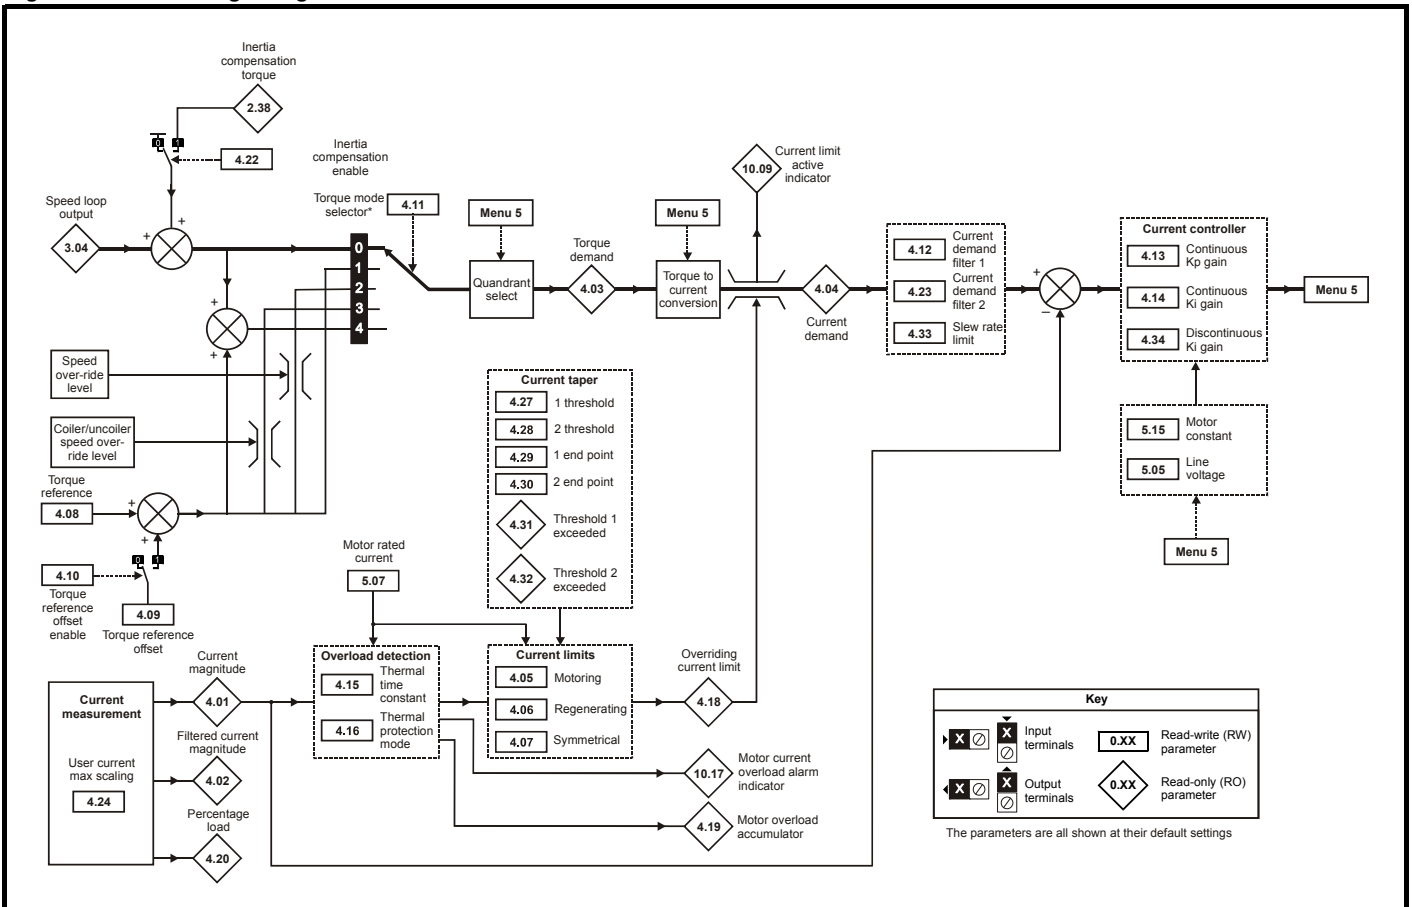 Inertia
compensation
torque
2.38
0 1
4.22
Inertia
compensation
enable
Speed loop
output
3.04
+
+
Torque mode
selector*
4.11
0
1
2
3
4
+
+
Menu 5
Quandrant
select
Torque
demand
4.03
Menu 5
Torque to
current
conversion
10.09
Current limit
active
indicator
4.04
Current
demand
4.12
Current
demand
filter 1
4.23
Current
demand
filter 2
4.33
Slew rate
limit
+
–
Current controller
4.13
Continuous
Kp gain
4.14
Continuous
Ki gain
4.34
Discontinuous
Ki gain
Menu 5
5.15
Motor
constant
5.05
Line
voltage
Menu 5
Speed
over-ride
level
Coiler/uncoiler
speed over-
ride level
Torque
reference
4.08
+
+
0 1
4.10
Torque
reference
offset
enable
4.09
Torque reference
offset
Current taper
4.27 1 threshold
4.28 2 threshold
4.29 1 end point
4.30 2 end point
4.31
Threshold 1
exceeded
4.32
Threshold 2
exceeded
Motor rated
current
5.07
Current
measurement
User current
max scaling
4.24
Current
magnitude
4.01
Filtered current
magnitude
4.02
Percentage
load
4.20
Overload detection
4.15
Thermal
time
constant
4.16
Thermal
protection
mode
Current limits
4.05 Motoring
4.06 Regenerating
4.07 Symmetrical
Overriding
current limit
4.18
10.17
Motor current
overload alarm
indicator
4.19
Motor overload
accumulator
Key
X
X
Input
terminals
X
X
Output
terminals
0.XX
Read-write (RW)
parameter
0.XX
Read-only (RO)
parameter
The parameters are all shown at their default settings